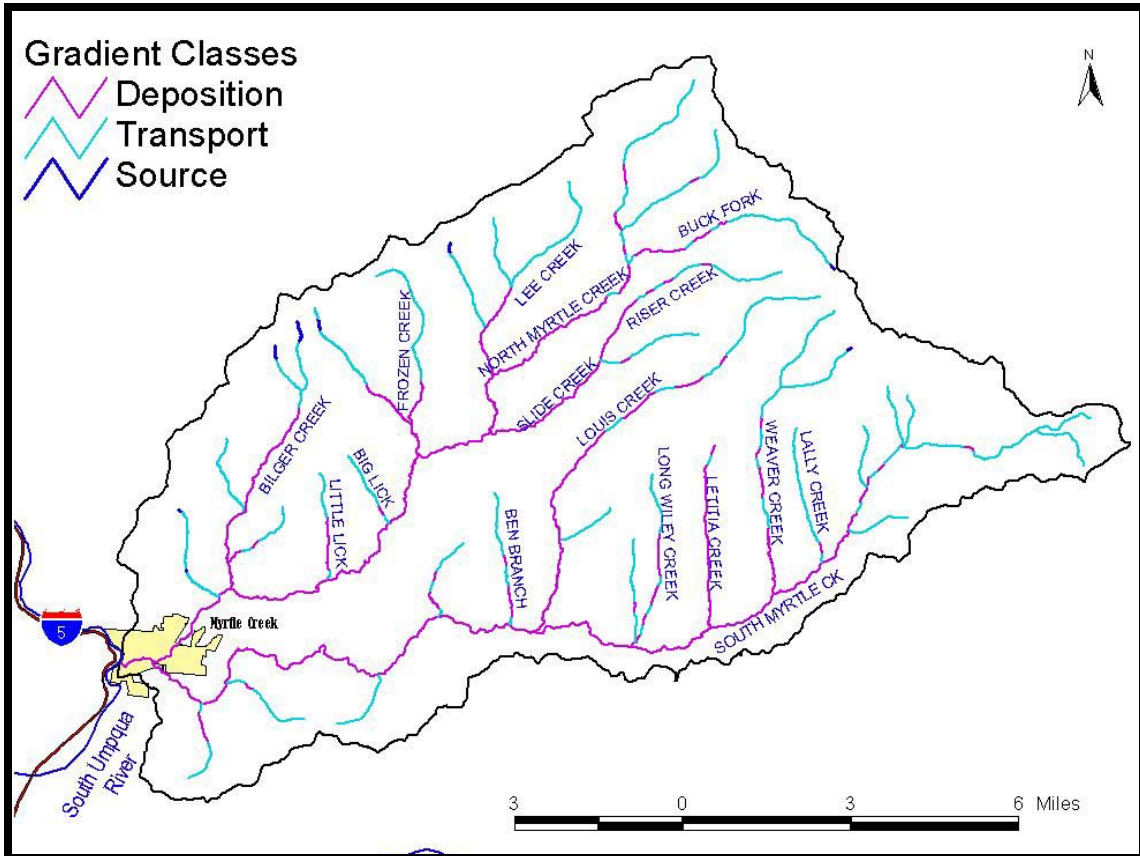 Gradient Classes
Deposition
Transport
Source
N
BUCK FORK
LEE CREEK
NORTH MYRTLE CREEK
RISER CREEK
FROZEN CREEK
SLIDE CREEK
LOUIS CREEK
BILGER CREEK
BIG LICK
LITTLE LICK
BEN BRANCH
LONG WILEY CREEK
LETITIA CREEK
WEAVER CREEK
LALLY CREEK
SOUTH MYRTLE CK
5
Myrtle Creek
South Umpqua
River
3 0 3 6 Miles